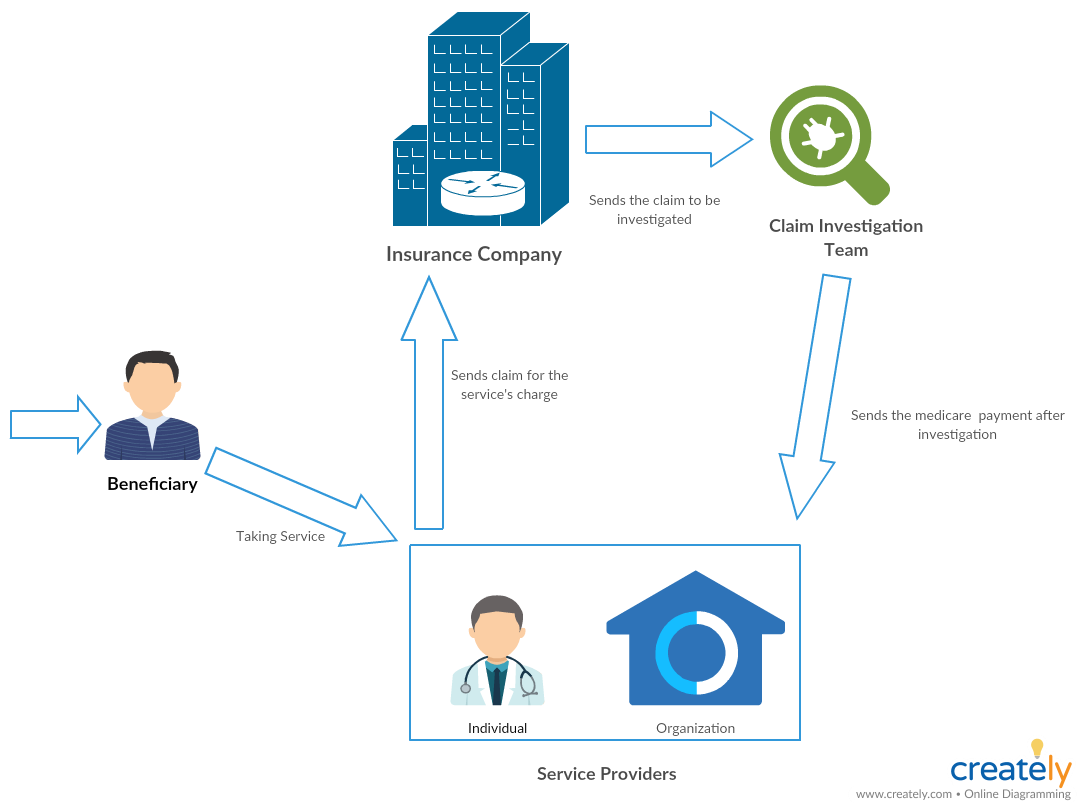 Sends the claim to be
investigated
Claim Investigation
Team
Insurance Company
Sends claim for the
service's charge
Sends the medicare payment after
investigation
Beneficiary
Taking Service
Individual
Organization
Service Providers
creately
www.creately.com • Online Diagramming